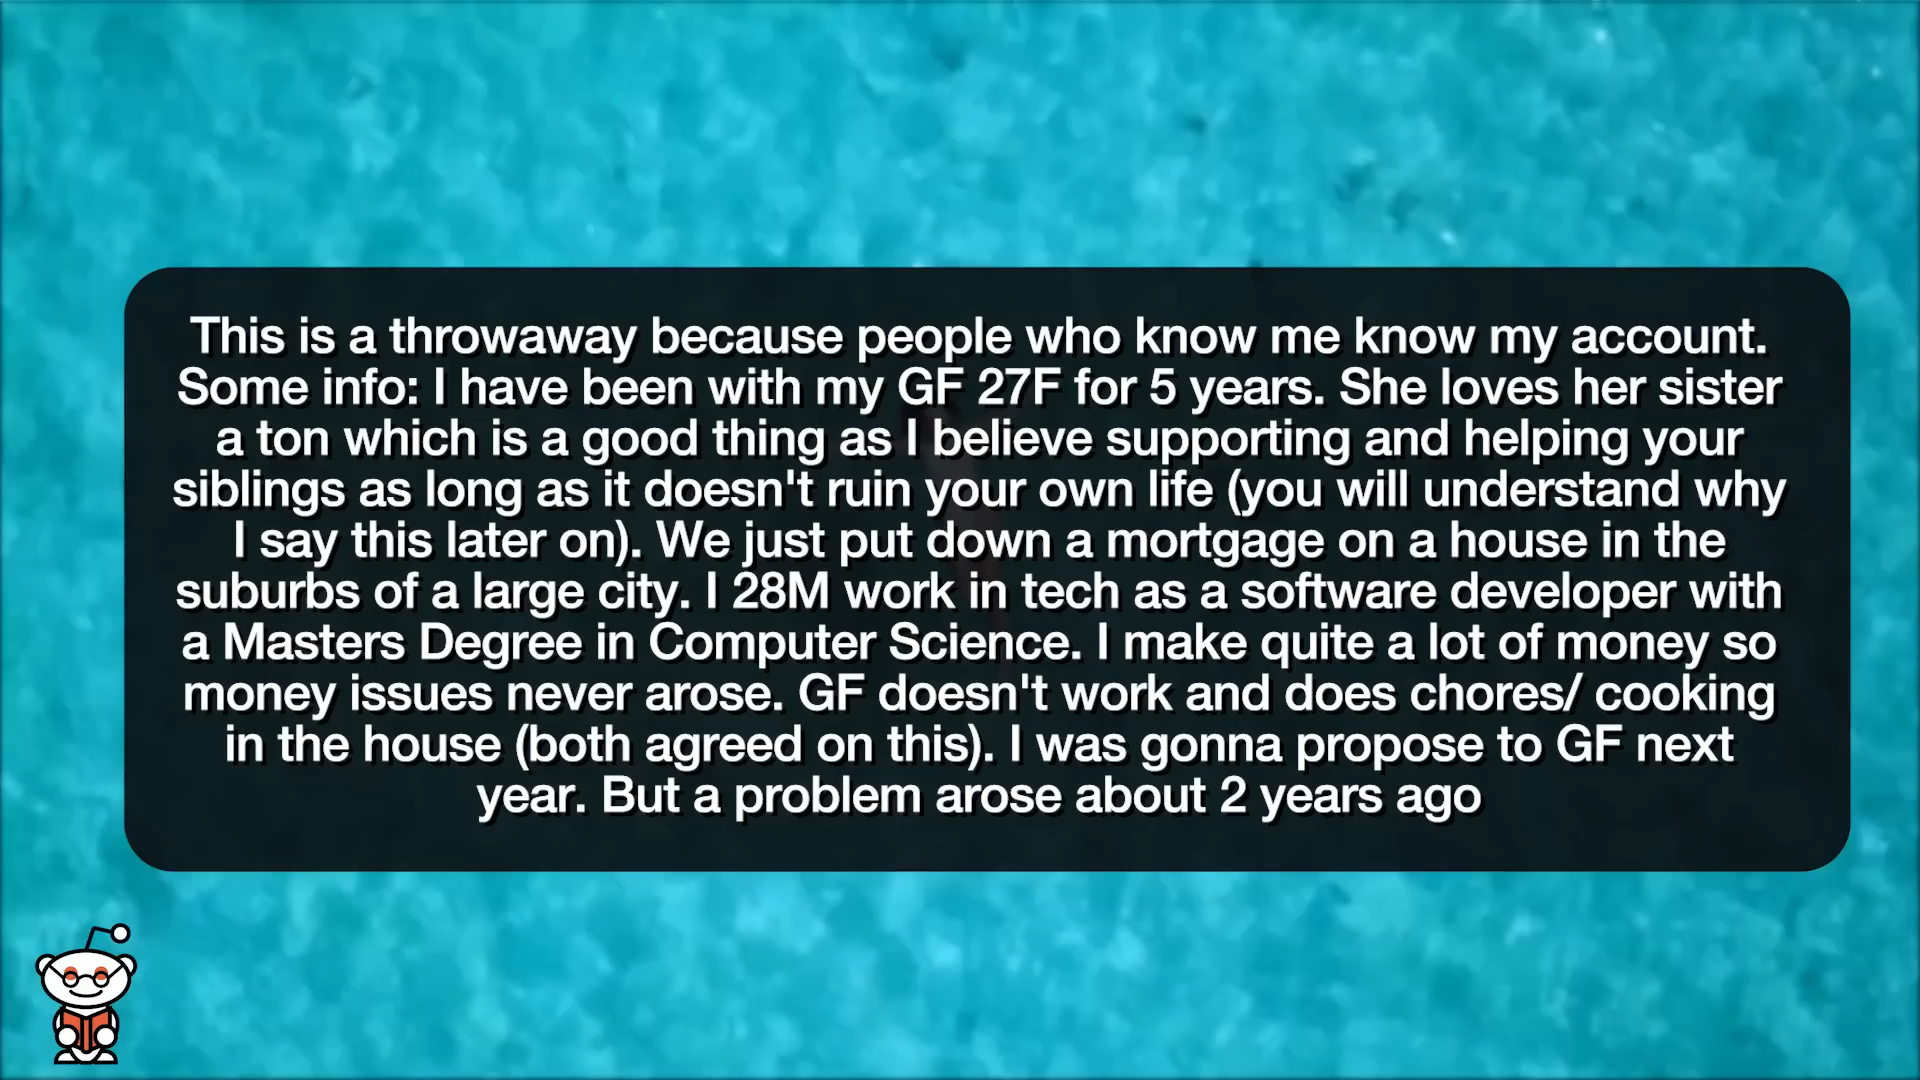 This is a throwaway because people who know me know my account.
Some info: I have been with my GF 27F for 5 years. She loves her sister
a ton which is a good thing as I believe supporting and helping your
siblings as long as it doesn't ruin your own life (you will understand why
I say this later on). We just put down a mortgage on a house in the
suburbs of a large city. I 28M work in tech as a software developer with
a Masters Degree in Computer Science. I make quite a lot of money so
money issues never arose. GF doesn't work and does chores/ cooking
in the house (both agreed on this). I was gonna propose to GF next
year. But a problem arose about 2 years ago